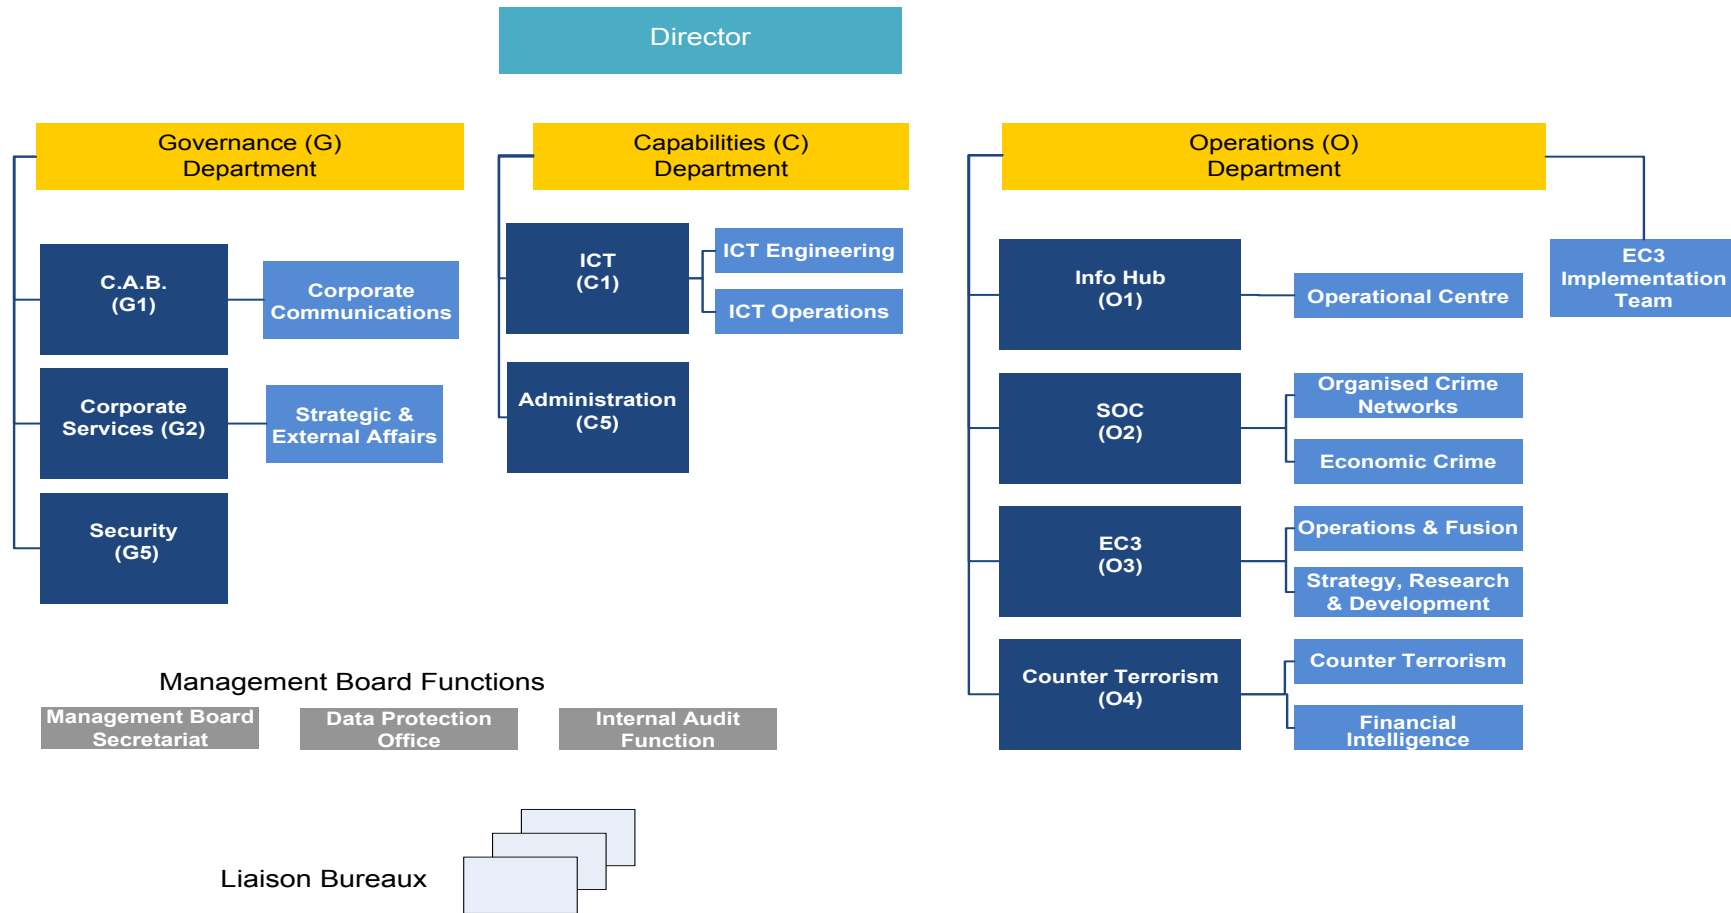 Director
Governance (G)
Department
C.A.B.
(G1)
Corporate
Communications
Corporate
Services (G2)
Strategic &
External Affairs
Security
(G5)
Capabilities (C)
Department
ICT
(C1)
ICT Engineering
ICT Operations
Administration
(C5)
Operations (O)
Department
Info Hub
(O1)
Operational Centre
EC3
Implementation
Team
SOC
(O2)
Organised Crime
Networks
Economic Crime
EC3
(O3)
Operations & Fusion
Strategy, Research
& Development
Counter Terrorism
(O4)
Counter Terrorism
Financial
Intelligence
Management Board Functions
Management Board
Secretariat
Data Protection
Office
Internal Audit
Function
Liaison Bureaux